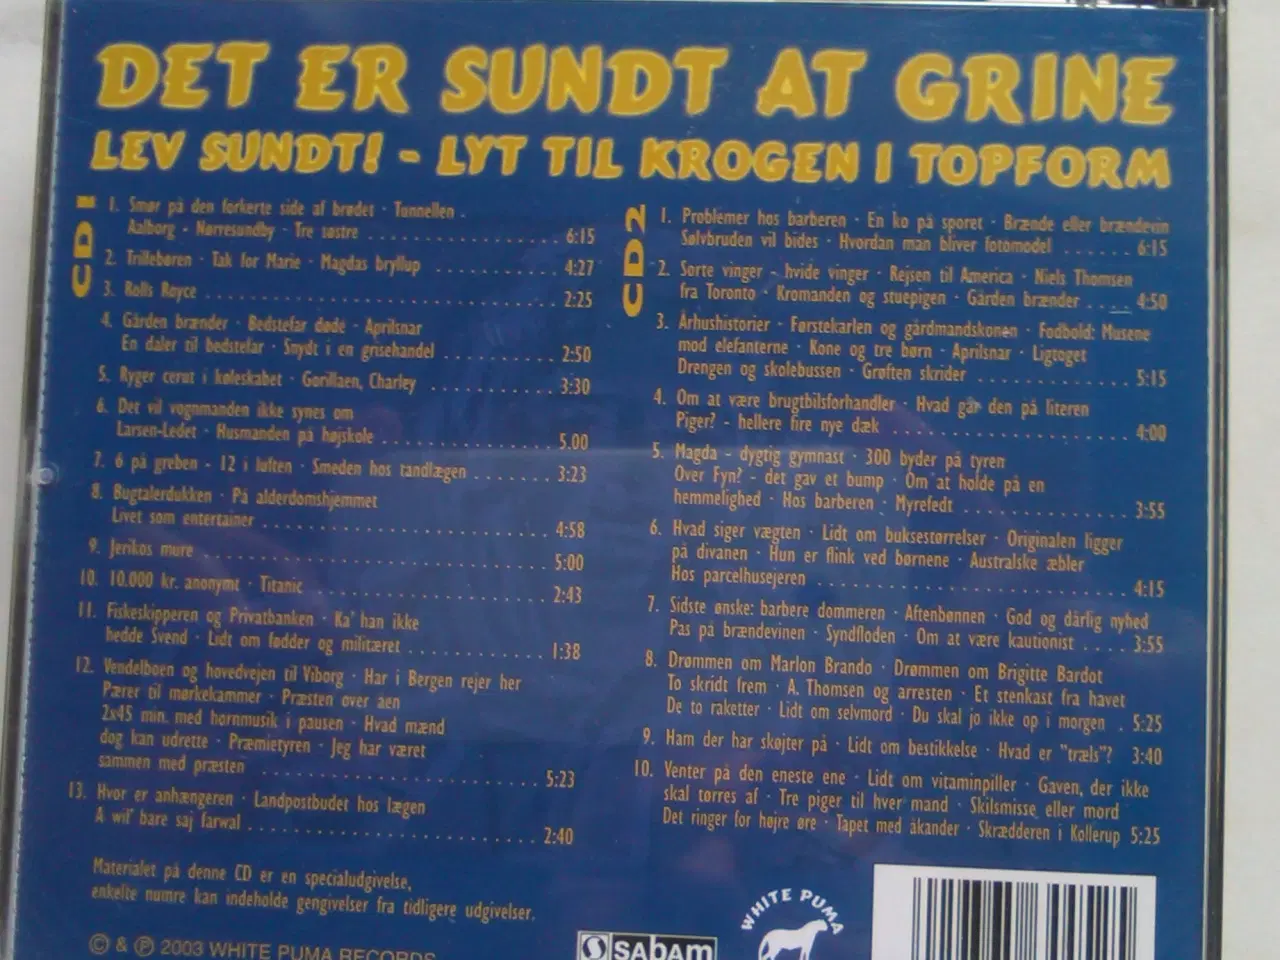 DET ER SUNDT AT GRINE
LEV SUNDT! - LYT TIL KROGEN I TOPFORM
CD1
1. Smør på den forkerte side af brødet · Tunnellen ·
Aalborg · Nørresundby · Tre søstre 6:15
2. Trillebøren · Tak for Marie · Magdas bryllup 4:27
3. Rolls Royce 2:25
4. Gården brænder · Bedstefar døde · Aprilsnar
En daler til bedstefar · Snydt i en grisehandel 2:50
5. Ryger cerut i køleskabet · Gorillaen, Charley 3:30
6. Det vil vognmanden ikke synes om
Larsen-Ledet · Husmanden på højskole 5.00
7. 6 på greben - 12 i luften · Smeden hos tandlægen 3:23
8. Bugtalerdukken · På alderdomshjemmet
Livet som entertainer 4:58
9. Jerikos mure 5:00
10. 10.000 kr. anonymt · Titanic 2:43
11. Fiskeskipperen og Privatbanken · Ka' han ikke
hedde Svend · Lidt om fødder og militæret 1:38
12. Vendelboen og hovedvejen til Viborg · Har i Bergen rejer her
Pærer til mørkekammer · Præsten over åen
2x45 min. med hornmusik i pausen · Hvad mænd
dog kan udrette · Præmietyren · Jeg har været
sammen med præsten 5:23
13. Hvor er anhængeren · Landpostbudet hos lægen
A wil' bare saj farwal 2:40
Materialet på denne CD er en specialudgivelse,
enkelte numre kan indeholde gengivelser fra tidligere udgivelser.
© & ℗ 2003 WHITE PUMA RECORDS
CD2
1. Problemer hos barberen · En ko på sporet · Brænde eller brændevin
Sølvbruden vil bides · Hvordan man bliver fotomodel 6:15
2. Sorte vinger - hvide vinger · Rejsen til America · Niels Thomsen
fra Toronto · Kromanden og stuepigen · Gården brænder 4:50
3. Århushistorier · Førstekarlen og gårdmandskonen · Fodbold: Musene
mod elefanterne · Kone og tre børn · Aprilsnar · Ligtoget
Drengen og skolebussen · Grøften skrider 5:15
4. Om at være brugtbilsforhandler · Hvad går den på literen
Piger? - hellere fire nye dæk 4:00
5. Magda - dygtig gymnast · 300 byder på tyren
Over Fyn? - det gav et bump · Om at holde på en
hemmelighed · Hos barberen · Myrefedt 3:55
6. Hvad siger vægten · Lidt om buksestørrelser · Originalen ligger
på divanen · Hun er flink ved børnene · Australske æbler
Hos parcelhusejeren 4:15
7. Sidste ønske: barbere dommeren · Aftenbønnen · God og dårlig nyhed
Pas på brændevinen · Syndfloden · Om at være kautionist 3:55
8. Drømmen om Marlon Brando · Drømmen om Brigitte Bardot
To skridt frem · A. Thomsen og arresten · Et stenkast fra havet
De to raketter · Lidt om selvmord · Du skal jo ikke op i morgen 5:25
9. Ham der har skøjter på · Lidt om bestikkelse · Hvad er "træls"? 3:40
10. Venter på den eneste ene · Lidt om vitaminpiller · Gaven, der ikke
skal tørres af · Tre piger til hver mand · Skilsmisse eller mord
Det ringer for højre øre · Tapet med åkander · Skrædderen i Kollerup 5:25
sabam
WHITE PUMA